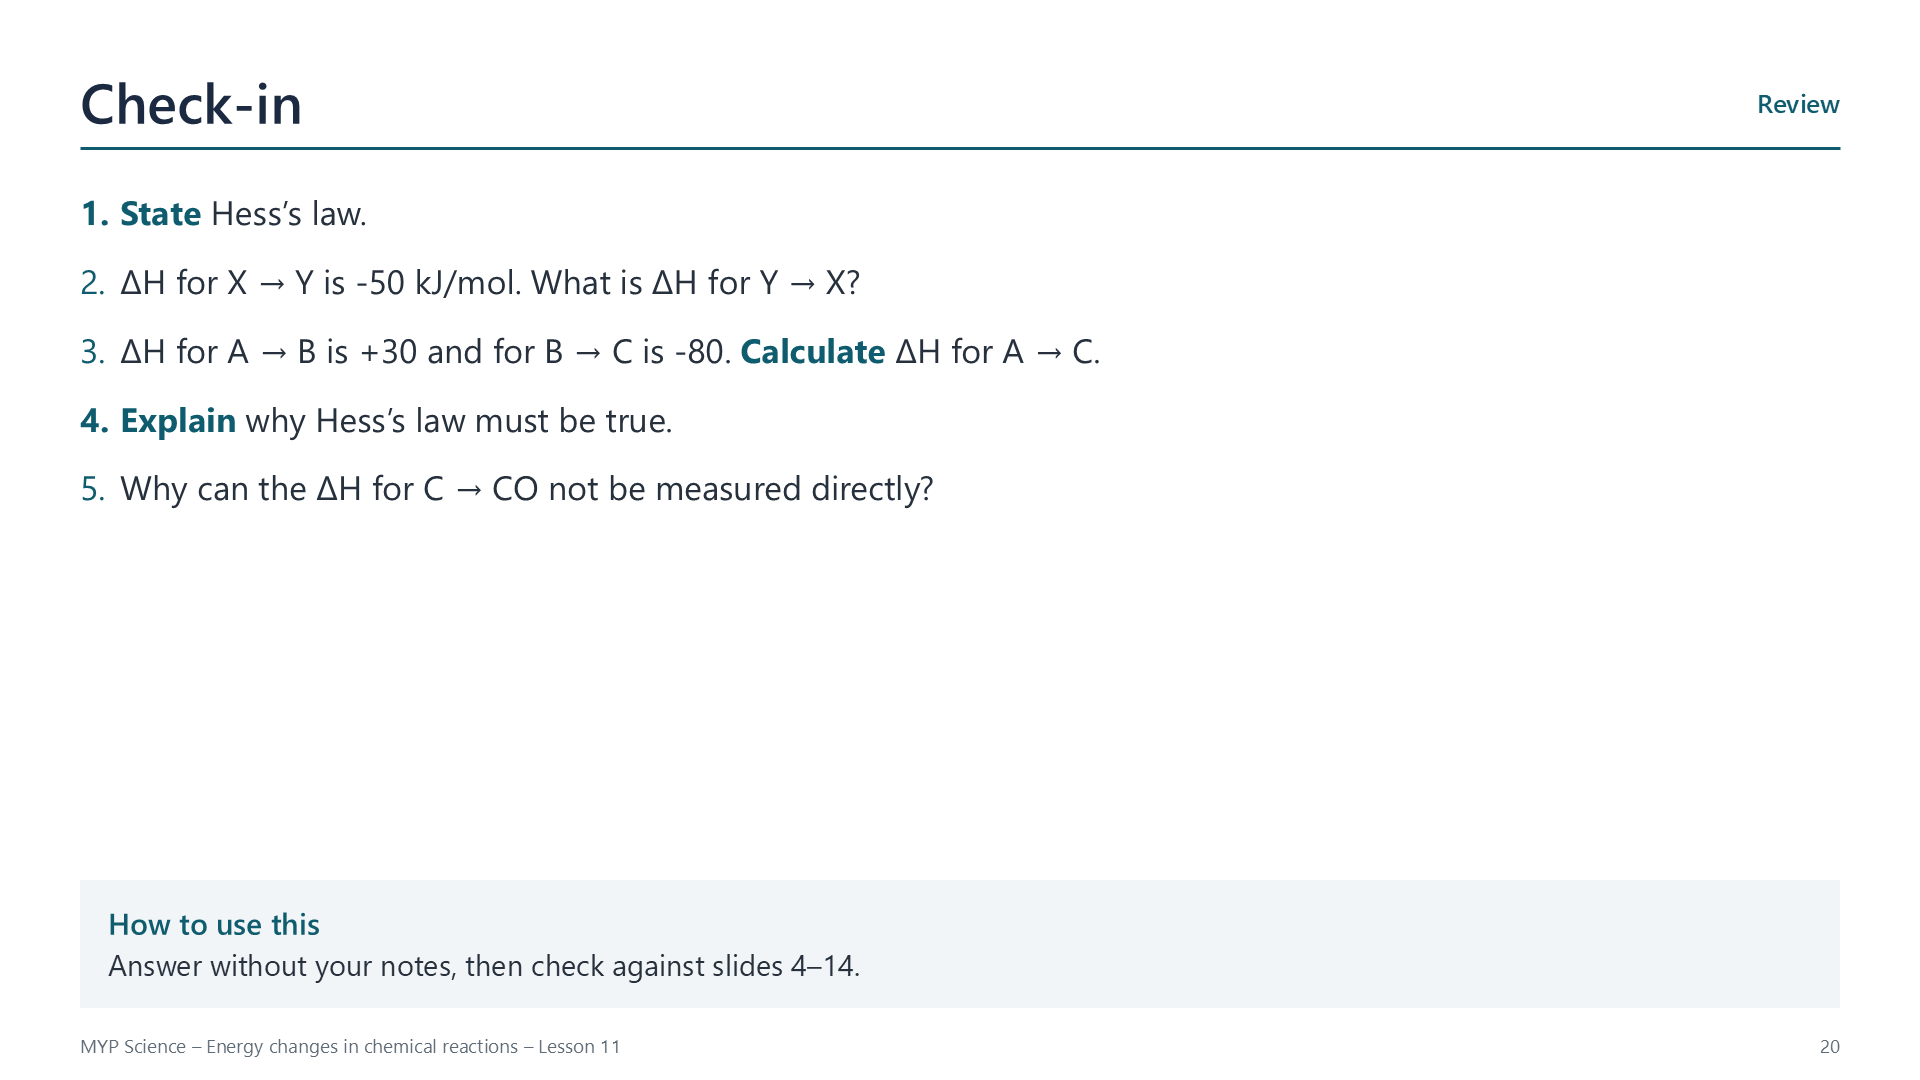 Check-in
Review
1. State Hess’s law.
2. ΔH for X → Y is -50 kJ/mol. What is ΔH for Y → X?
3. ΔH for A → B is +30 and for B → C is -80. Calculate ΔH for A → C.
4. Explain why Hess’s law must be true.
5. Why can the ΔH for C → CO not be measured directly?
How to use this
Answer without your notes, then check against slides 4–14.
MYP Science – Energy changes in chemical reactions – Lesson 11
20